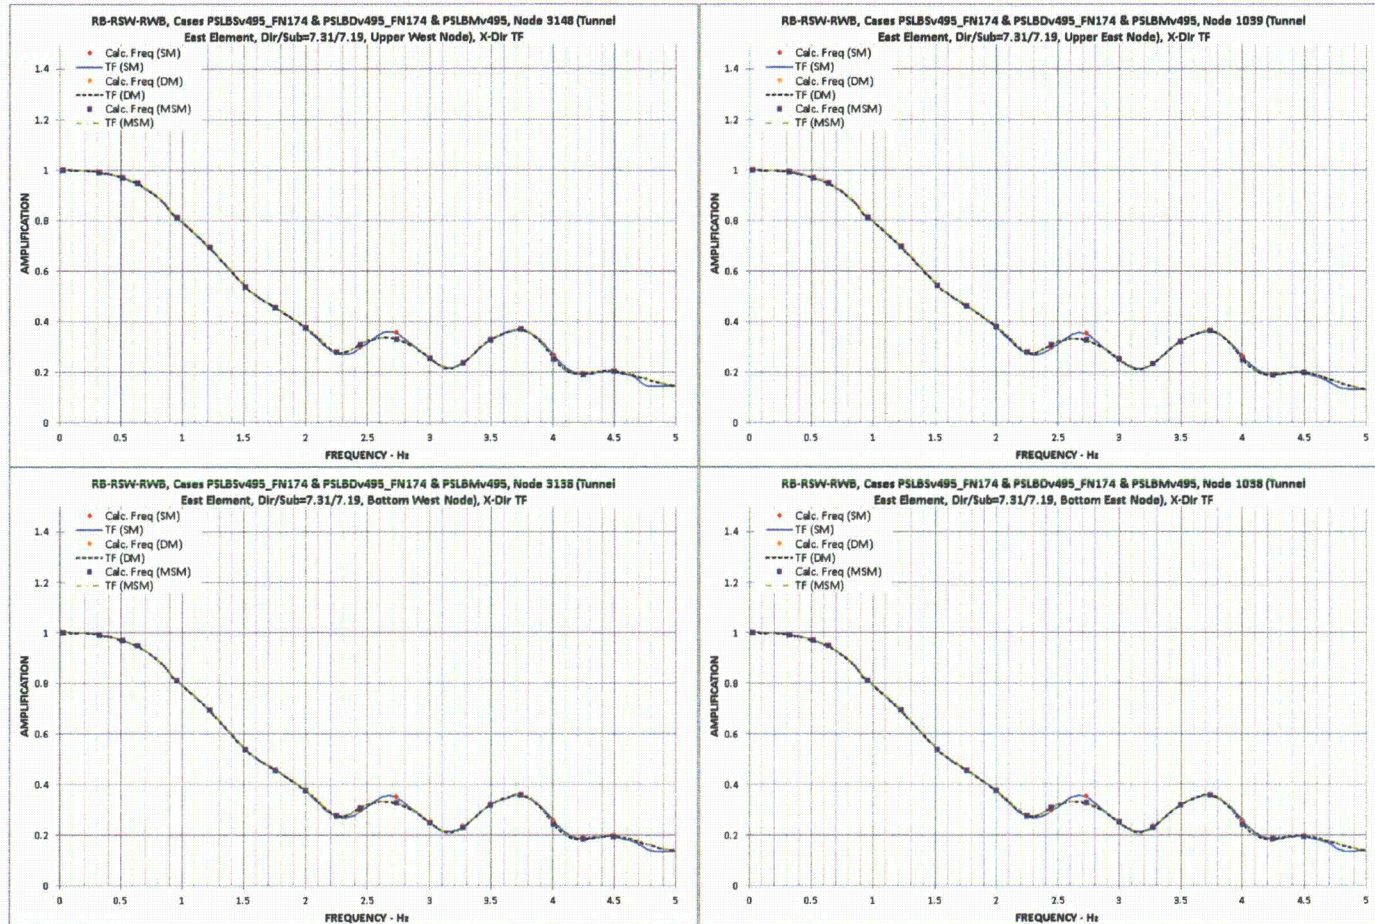 RB-RSW-RWB, Cases PSLBSv495_FN174 & PSLBDv495_FN174 & PSLBMv495, Node 3148 (Tunnel
East Element, Dir/Sub=7.31/7.19, Upper West Node), X-Dir TF
Calc. Freq (SM)
TF (SM)
Calc. Freq (DM)
TF (DM)
Calc. Freq (MSM)
TF (MSM)
1.4
1.2
1
0.8
0.6
0.4
0.2
0
AMPLIFICATION
0 0.5 1 1.5 2 2.5 3 3.5 4 4.5 5
FREQUENCY - Hz
RB-RSW-RWB, Cases PSLBSv495_FN174 & PSLBDv495_FN174 & PSLBMv495, Node 1039 (Tunnel
East Element, Dir/Sub=7.31/7.19, Upper East Node), X-Dir TF
Calc. Freq (SM)
TF (SM)
Calc. Freq (DM)
TF (DM)
Calc. Freq (MSM)
TF (MSM)
1.4
1.2
1
0.8
0.6
0.4
0.2
0
AMPLIFICATION
0 0.5 1 1.5 2 2.5 3 3.5 4 4.5 5
FREQUENCY - Hz
RB-RSW-RWB, Cases PSLBSv495_FN174 & PSLBDv495_FN174 & PSLBMv495, Node 3138 (Tunnel
East Element, Dir/Sub=7.31/7.19, Bottom West Node), X-Dir TF
Calc. Freq (SM)
TF (SM)
Calc. Freq (DM)
TF (DM)
Calc. Freq (MSM)
TF (MSM)
1.4
1.2
1
0.8
0.6
0.4
0.2
0
AMPLIFICATION
0 0.5 1 1.5 2 2.5 3 3.5 4 4.5 5
FREQUENCY - Hz
RB-RSW-RWB, Cases PSLBSv495_FN174 & PSLBDv495_FN174 & PSLBMv495, Node 1038 (Tunnel
East Element, Dir/Sub=7.31/7.19, Bottom East Node), X-Dir TF
Calc. Freq (SM)
TF (SM)
Calc. Freq (DM)
TF (DM)
Calc. Freq (MSM)
TF (MSM)
1.4
1.2
1
0.8
0.6
0.4
0.2
0
AMPLIFICATION
0 0.5 1 1.5 2 2.5 3 3.5 4 4.5 5
FREQUENCY - Hz